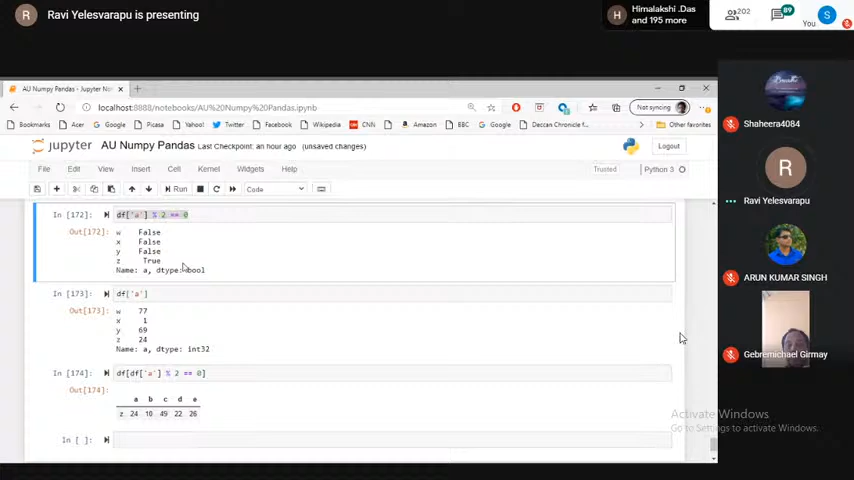 R Ravi Yelesvarapu is presenting
H Himalakshi .Das
and 195 more
202
89
S
You
AU Numpy Pandas - Jupyter Not
localhost:8888/notebooks/AU%20Numpy%20Pandas.ipynb
Not syncing
Bookmarks Acer Google Picasa Yahoo! Twitter Facebook Wikipedia CNN Amazon BBC Google Deccan Chronicle f... Other favorites
jupyter AU Numpy Pandas Last Checkpoint: an hour ago (unsaved changes) Logout
File Edit View Insert Cell Kernel Widgets Help Trusted Python 3
Run Code
In [172]: df['a'] % 2 == 0
Out[172]: w False
x False
y False
z True
Name: a, dtype: bool
In [173]: df['a']
Out[173]: w 77
x 1
y 69
z 24
Name: a, dtype: int32
In [174]: df[df['a'] % 2 == 0]
Out[174]:
a b c d e
z 24 10 49 22 26
In [ ]:
Shaheera4084
R
Ravi Yelesvarapu
ARUN KUMAR SINGH
Gebremichael Girmay
Activate Windows
Go to Settings to activate Windows.